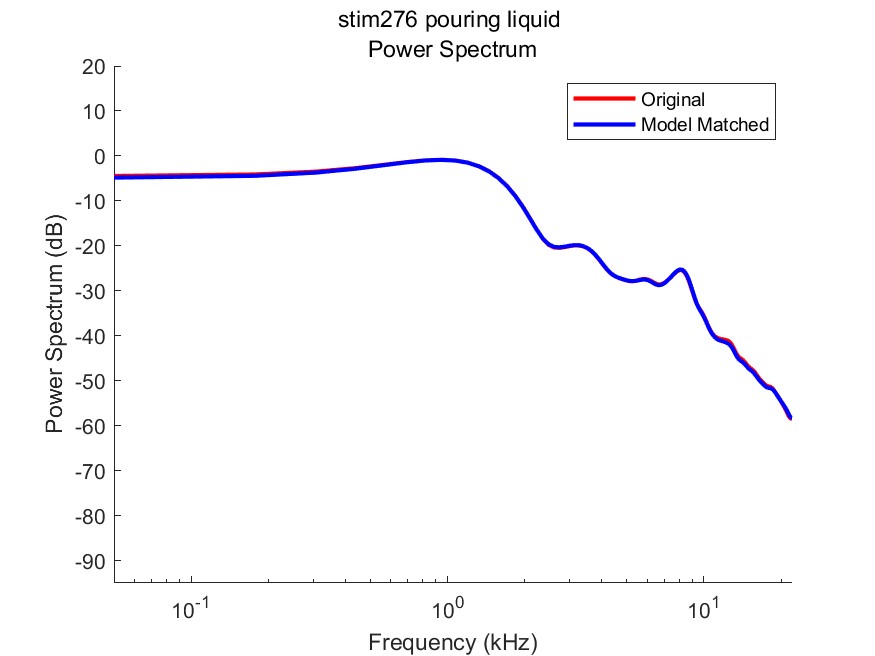 stim276 pouring liquid
Power Spectrum
Original
Model Matched
20
10
0
-10
-20
-30
-40
-50
-60
-70
-80
-90
Power Spectrum (dB)
10^-1
10^0
10^1
Frequency (kHz)